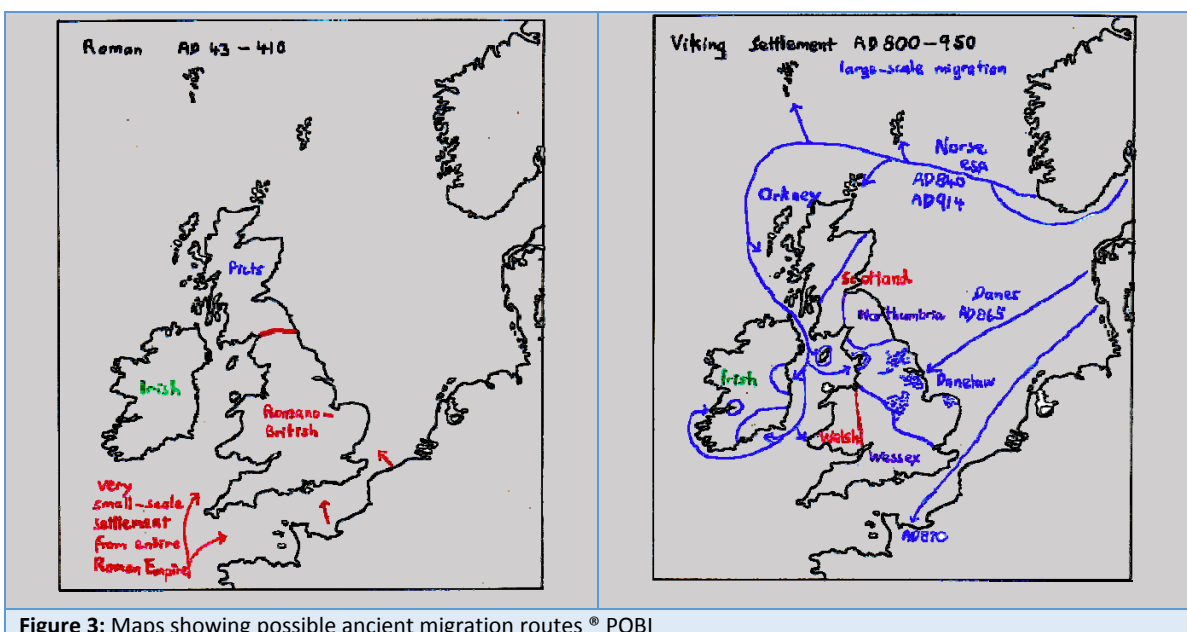 Roman AD 43-410
Picts
Irish
Romano-
British
very
small-scale
settlement
from entire
Roman Empire
Viking Settlement AD 800-950
large-scale migration
Norse
esp
AD840
AD914
Orkney
Scotland
Danes
AD865
Northumbria
Irish
Danelaw
Welsh
Wessex
AD870
Figure 3: Maps showing possible ancient migration routes ® POBI